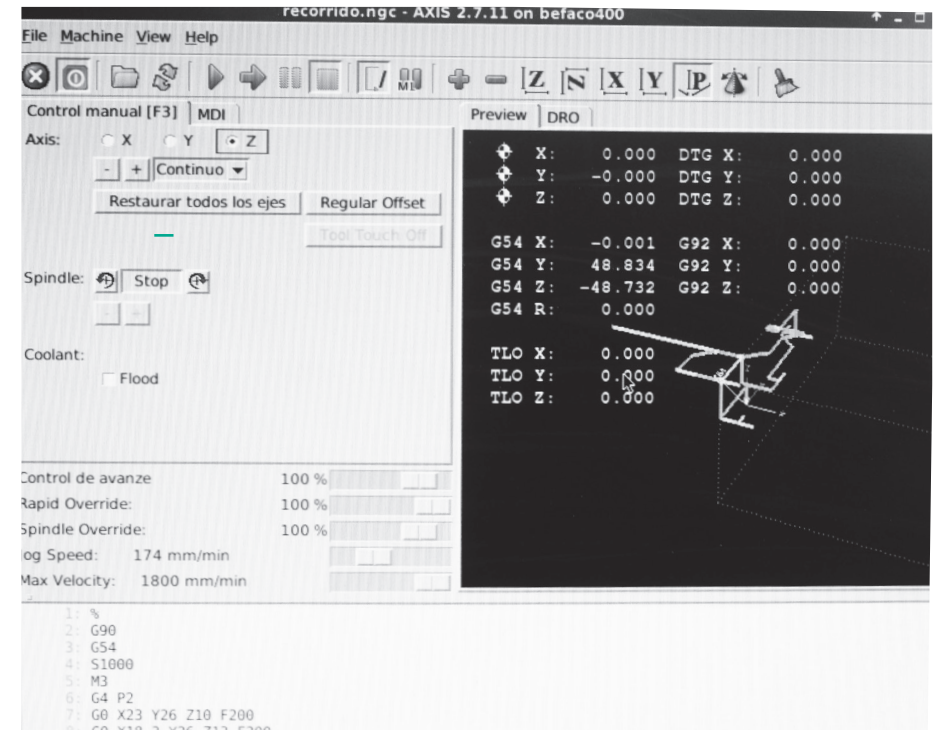 recorrido.ngc - AXIS 2.7.11 on befaco400
File Machine View Help
Z N X Y P
Control manual [F3] MDI
Axis: X Y Z
- + Continuo
Restaurar todos los ejes Regular Offset
Tool Touch Off
Spindle: Stop
- +
Coolant:
Flood
Control de avanze 100 %
Rapid Override: 100 %
Spindle Override: 100 %
og Speed: 174 mm/min
Max Velocity: 1800 mm/min
Preview DRO
X: 0.000 DTG X: 0.000
Y: -0.000 DTG Y: 0.000
Z: 0.000 DTG Z: 0.000
G54 X: -0.001 G92 X: 0.000
G54 Y: 48.834 G92 Y: 0.000
G54 Z: -48.732 G92 Z: 0.000
G54 R: 0.000
TLO X: 0.000
TLO Y: 0.000
TLO Z: 0.000
1: %
2: G90
3: G54
4: S1000
5: M3
6: G4 P2
7: G0 X23 Y26 Z10 F200